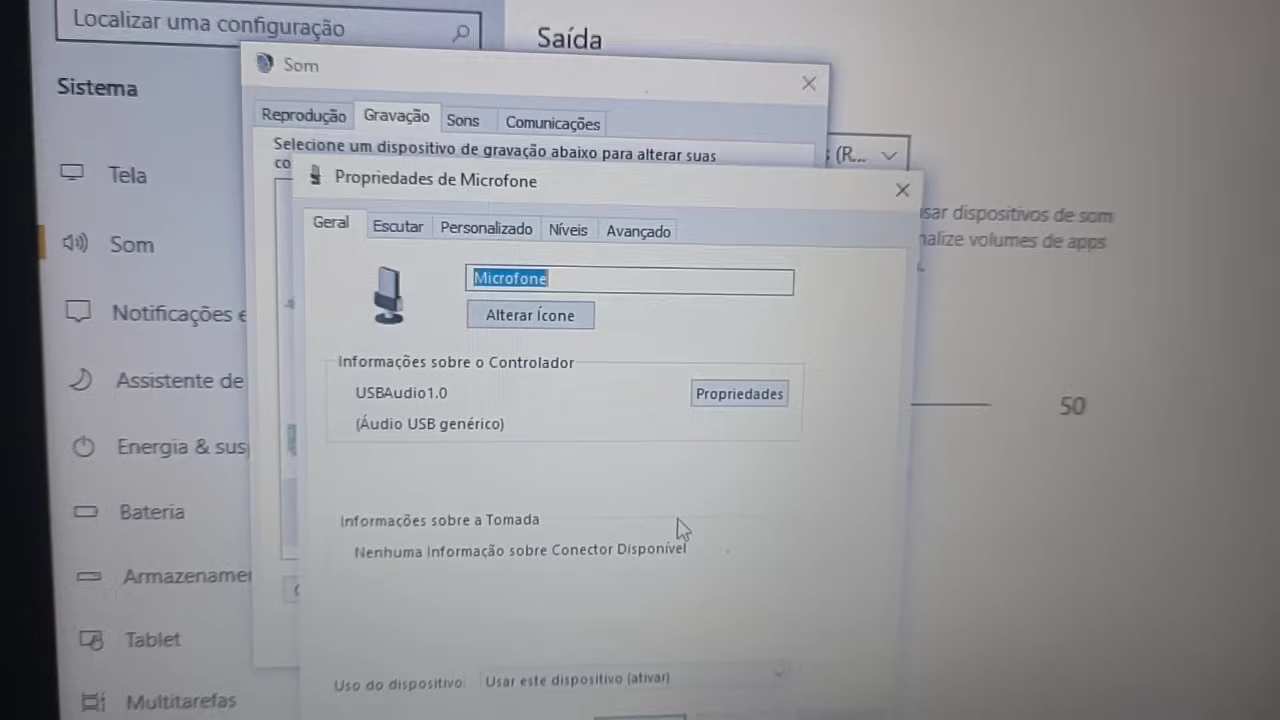 Localizar uma configuração
Saída
Som
Sistema
Reprodução
Gravação
Sons
Comunicações
Selecione um dispositivo de gravação abaixo para alterar suas
co
(R...
Propriedades de Microfone
Tela
Geral
Escutar
Personalizado
Níveis
Avançado
usar dispositivos de som
nalize volumes de apps
Som
Microfone
Alterar Ícone
Notificações e
Informações sobre o Controlador
USBAudio1.0
Propriedades
(Áudio USB genérico)
Assistente de
50
Energia & sus
Bateria
Informações sobre a Tomada
Nenhuma Informação sobre Conector Disponível
Armazename
Tablet
Uso do dispositivo:
Usar este dispositivo (ativar)
Multitarefas